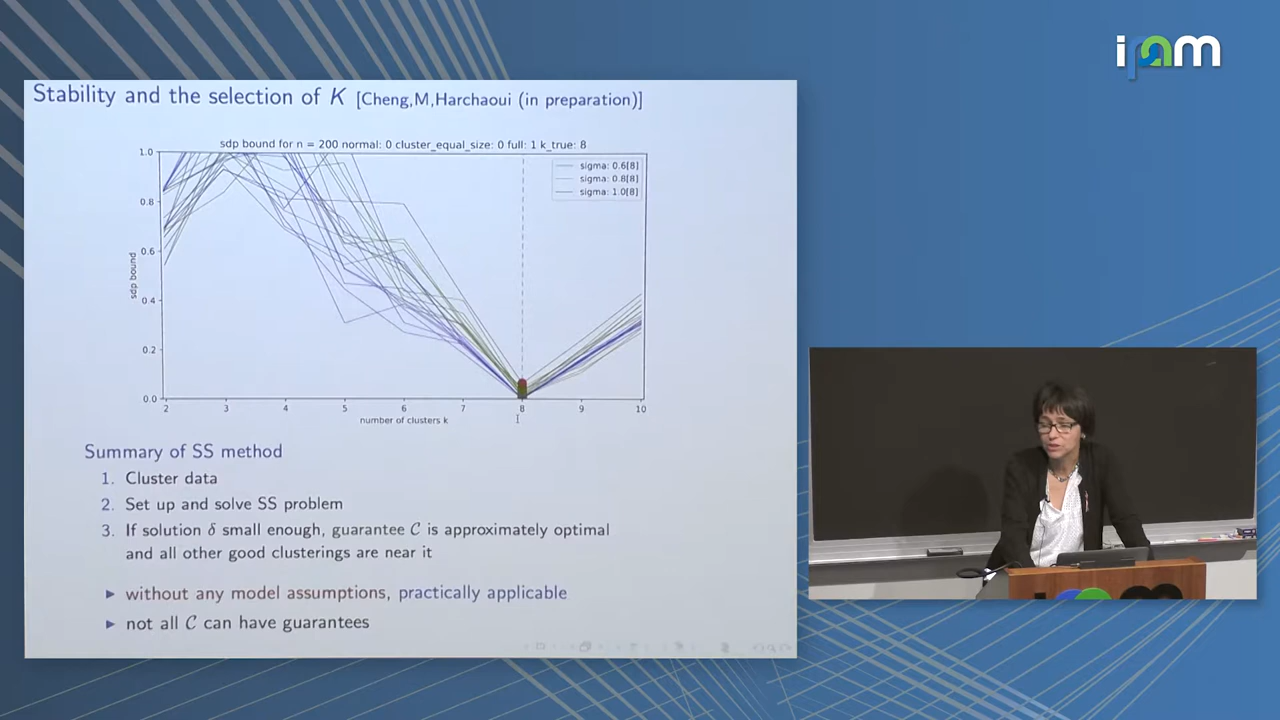 ipam
Stability and the selection of K [Cheng,M,Harchaoui (in preparation)]
sdp bound for n = 200 normal: 0 cluster_equal_size: 0 full: 1 k_true: 8
1.0
0.8
0.6
0.4
0.2
0.0
sdp bound
sigma: 0.6[8]
sigma: 0.8[8]
sigma: 1.0[8]
2 3 4 5 6 7 8 9 10
number of clusters k
Summary of SS method
1. Cluster data
2. Set up and solve SS problem
3. If solution δ small enough, guarantee C is approximately optimal
and all other good clusterings are near it
▶ without any model assumptions, practically applicable
▶ not all C can have guarantees